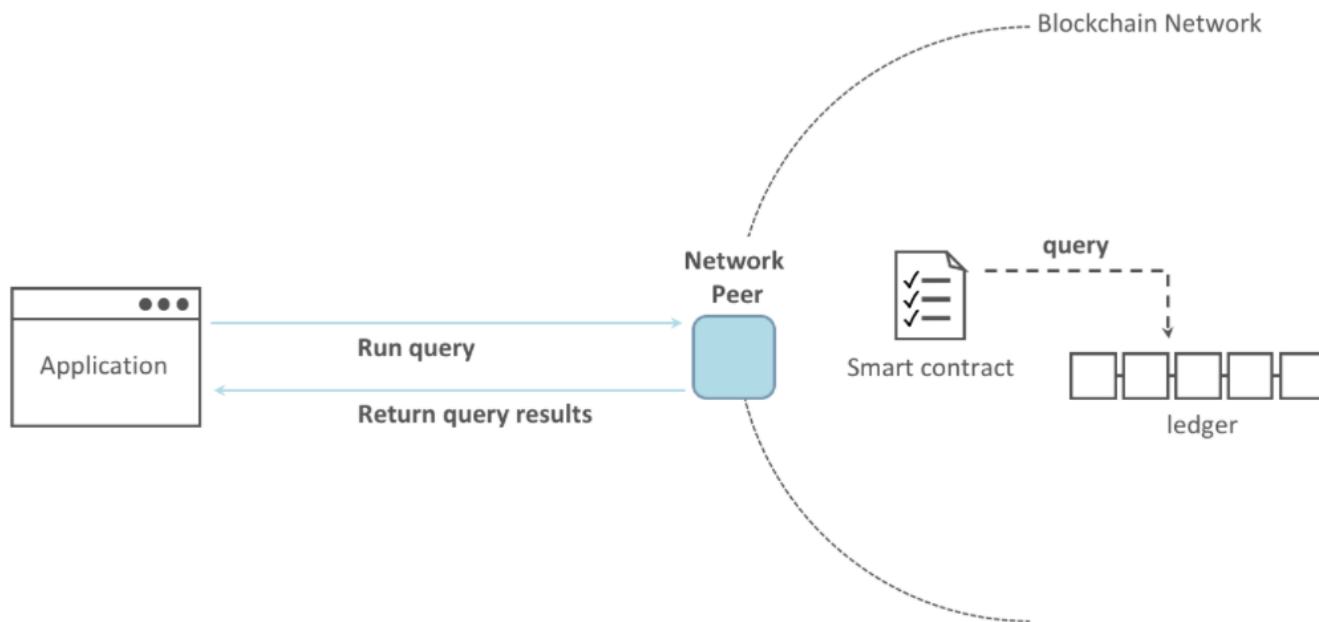 Blockchain Network
Network
Peer
query
Application
Run query
Smart contract
Return query results
ledger